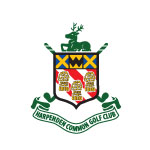 HARPENDEN COMMON GOLF CLUB